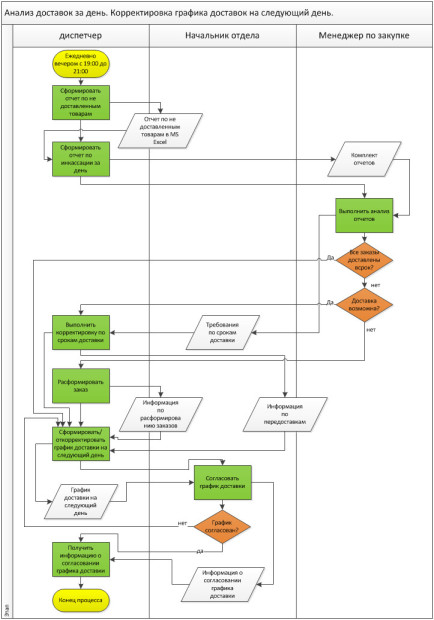 Анализ доставок за день. Корректировка графика доставок на следующий день.
диспетчер
Начальник отдела
Менеджер по закупке
Ежедневно
вечером с 19:00 до
21:00
Сформировать
отчет по не
доставленным
товарам
Отчет по не
доставленным
товарам в MS
Excel
Сформировать
отчет по
инкассации за
день
Комплект
отчетов
Выполнить анализ
отчетов
Все заказы
доставлены
всрок?
Да
нет
Доставка
возможна?
Да
нет
Выполнить
корректировку по
срокам доставки
Требование
по срокам
доставки
Расформировать
заказ
Информация
по
расформирова
нию заказов
Информация
по
передоставкам
Сформировать/
откорректировать
график доставки на
следующий день
Согласовать
график доставки
График
доставки на
следующий
день
График
согласован?
нет
да
Получить
информацию о
согласовании
графика доставки
Информация о
согласовании
графика
доставки
Конец процесса
Этап